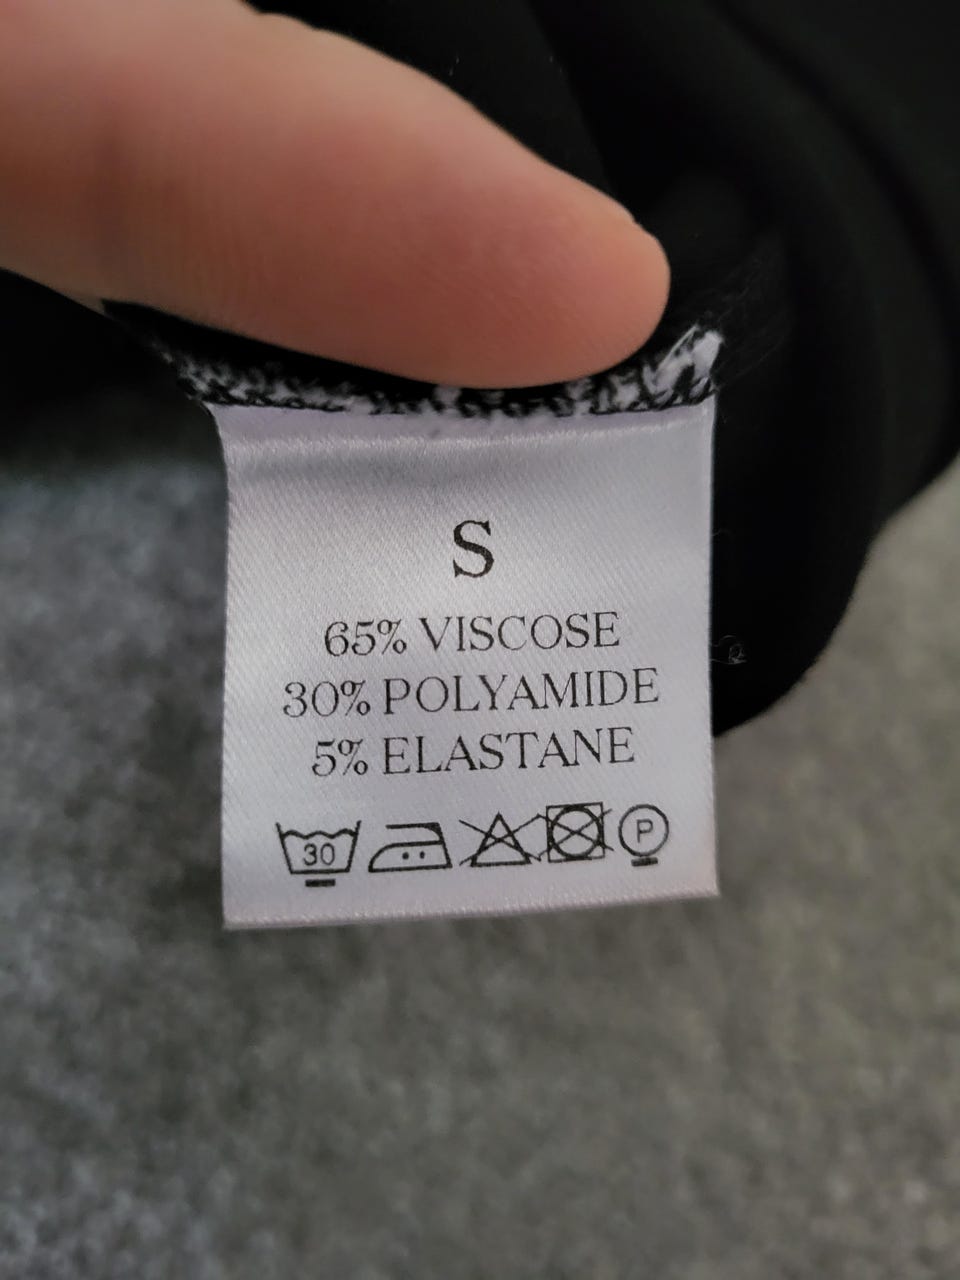 S
65% VISCOSE
30% POLYAMIDE
5% ELASTANE
30 P